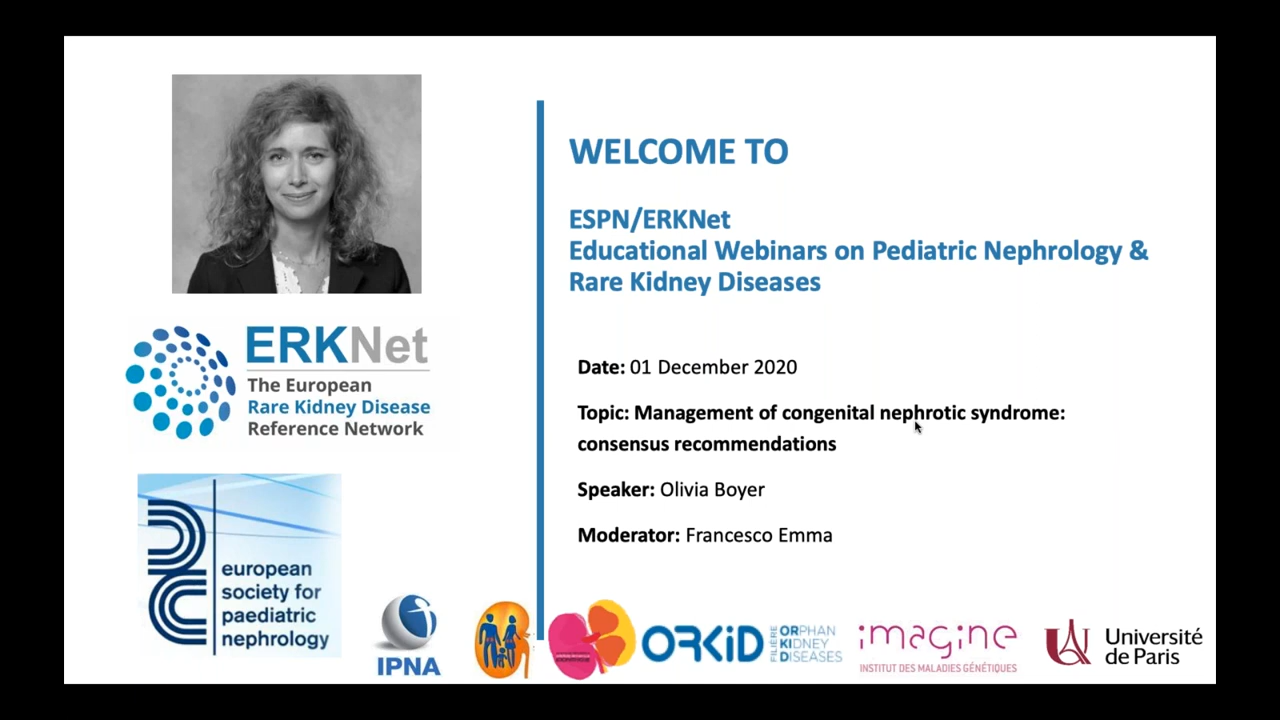 WELCOME TO
ESPN/ERKNet
Educational Webinars on Pediatric Nephrology &
Rare Kidney Diseases
Date: 01 December 2020
Topic: Management of congenital nephrotic syndrome:
consensus recommendations
Speaker: Olivia Boyer
Moderator: Francesco Emma
ERKNet
The European
Rare Kidney Disease
Reference Network
european
society for
paediatric
nephrology
IPNA
ORKiD
FILIÈRE
ORPHAN
KIDNEY
DISEASES
imagine
INSTITUT DES MALADIES GÉNÉTIQUES
Université
de Paris